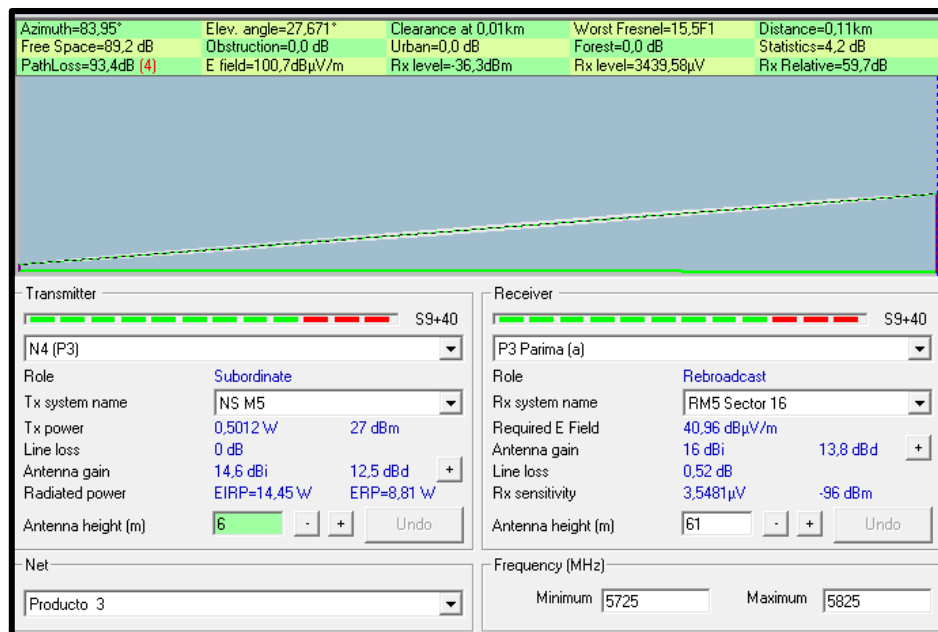 Azimuth=83,95° Elev. angle=27,671° Clearance at 0,01km Worst Fresnel=15,5F1 Distance=0,11km
Free Space=89,2 dB Obstruction=0,0 dB Urban=0,0 dB Forest=0,0 dB Statistics=4,2 dB
PathLoss=93,4dB (4) E field=100,7dBµV/m Rx level=-36,3dBm Rx level=3439,58µV Rx Relative=59,7dB
Transmitter
S9+40
N4 (P3)
Role Subordinate
Tx system name NS M5
Tx power 0,5012 W 27 dBm
Line loss 0 dB
Antenna gain 14,6 dBi 12,5 dBd +
Radiated power EIRP=14,45 W ERP=8,81 W
Antenna height (m) 6 - + Undo
Net
Producto 3
Receiver
S9+40
P3 Parima (a)
Role Rebroadcast
Rx system name RM5 Sector 16
Required E Field 40,96 dBµV/m
Antenna gain 16 dBi 13,8 dBd +
Line loss 0,52 dB
Rx sensitivity 3,5481µV -96 dBm
Antenna height (m) 61 - + Undo
Frequency (MHz)
Minimum 5725 Maximum 5825